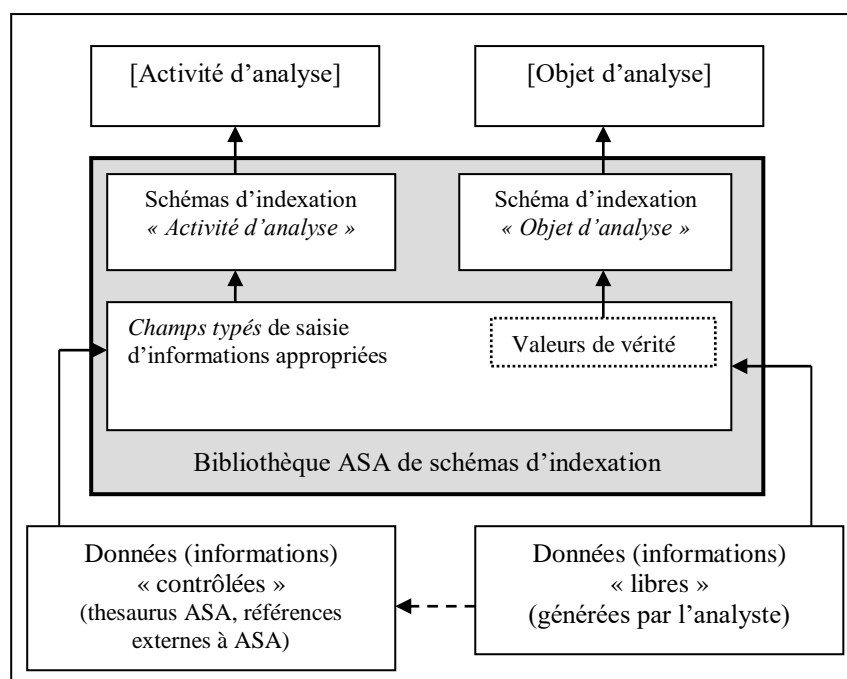 [Activité d'analyse]
[Objet d'analyse]
Schémas d'indexation
« Activité d'analyse »
Schéma d'indexation
« Objet d'analyse »
Champs typés de saisie
d'informations appropriées
Valeurs de vérité
Bibliothèque ASA de schémas d'indexation
Données (informations)
« contrôlées »
(thesaurus ASA, références
externes à ASA)
Données (informations)
« libres »
(générées par l'analyste)